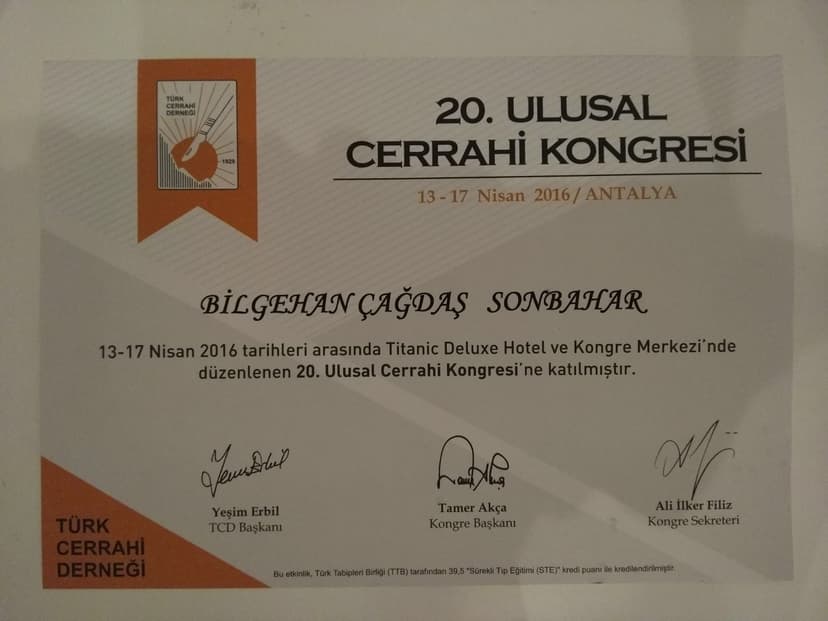 TÜRK
CERRAHİ
DERNEĞİ
1929
20. ULUSAL
CERRAHİ KONGRESİ
13 - 17 Nisan 2016 / ANTALYA
BİLGEHAN ÇAĞDAŞ SONBAHAR
13-17 Nisan 2016 tarihleri arasında Titanic Deluxe Hotel ve Kongre Merkezi'nde
düzenlenen 20. Ulusal Cerrahi Kongresi'ne katılmıştır.
Yeşim Erbil
TCD Başkanı
Tamer Akça
Kongre Başkanı
Ali İlker Filiz
Kongre Sekreteri
TÜRK
CERRAHİ
DERNEĞİ
Bu etkinlik, Türk Tabipleri Birliği (TTB) tarafından 39,5 "Sürekli Tıp Eğitimi (STE)" kredi puanı ile kredilendirilmiştir.